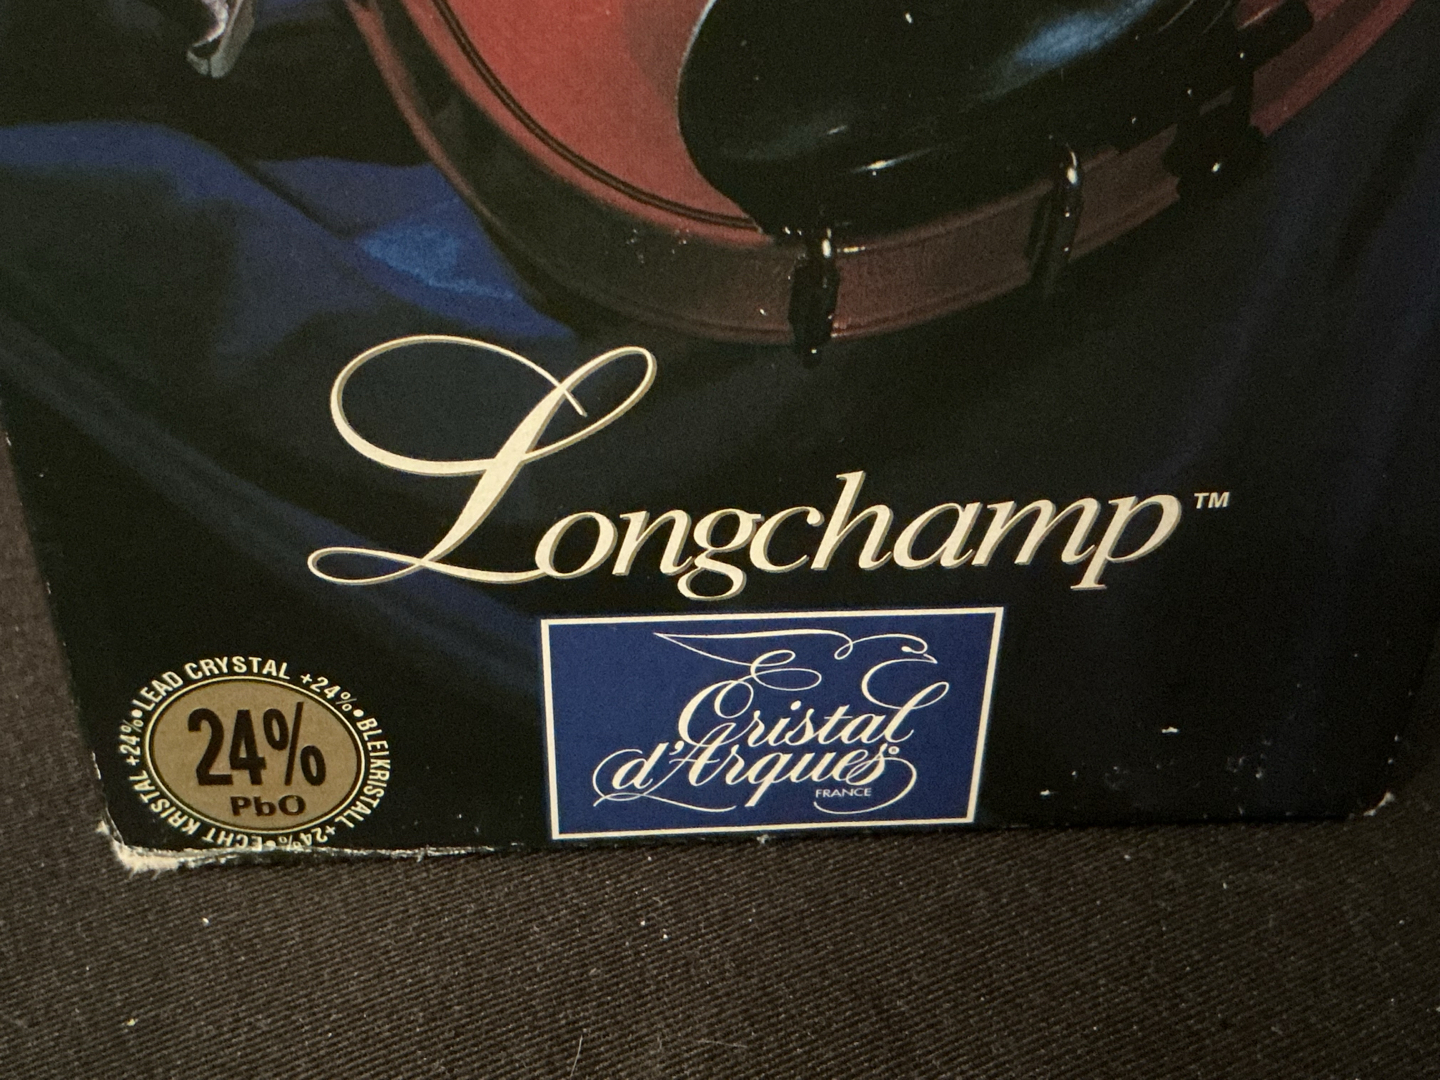 Longchamp™
LEAD CRYSTAL +24% • BLEIKRISTALL +24% • ECHT KRISTAL +24% •
24%
PbO
Cristal
d'Arques®
FRANCE